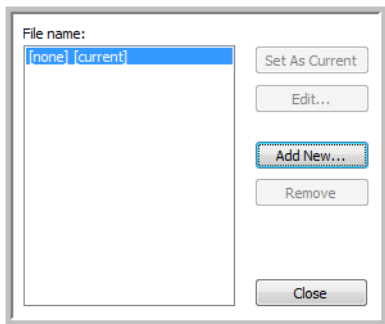 File name:
[none] [current]
Set As Current
Edit...
Add New...
Remove
Close